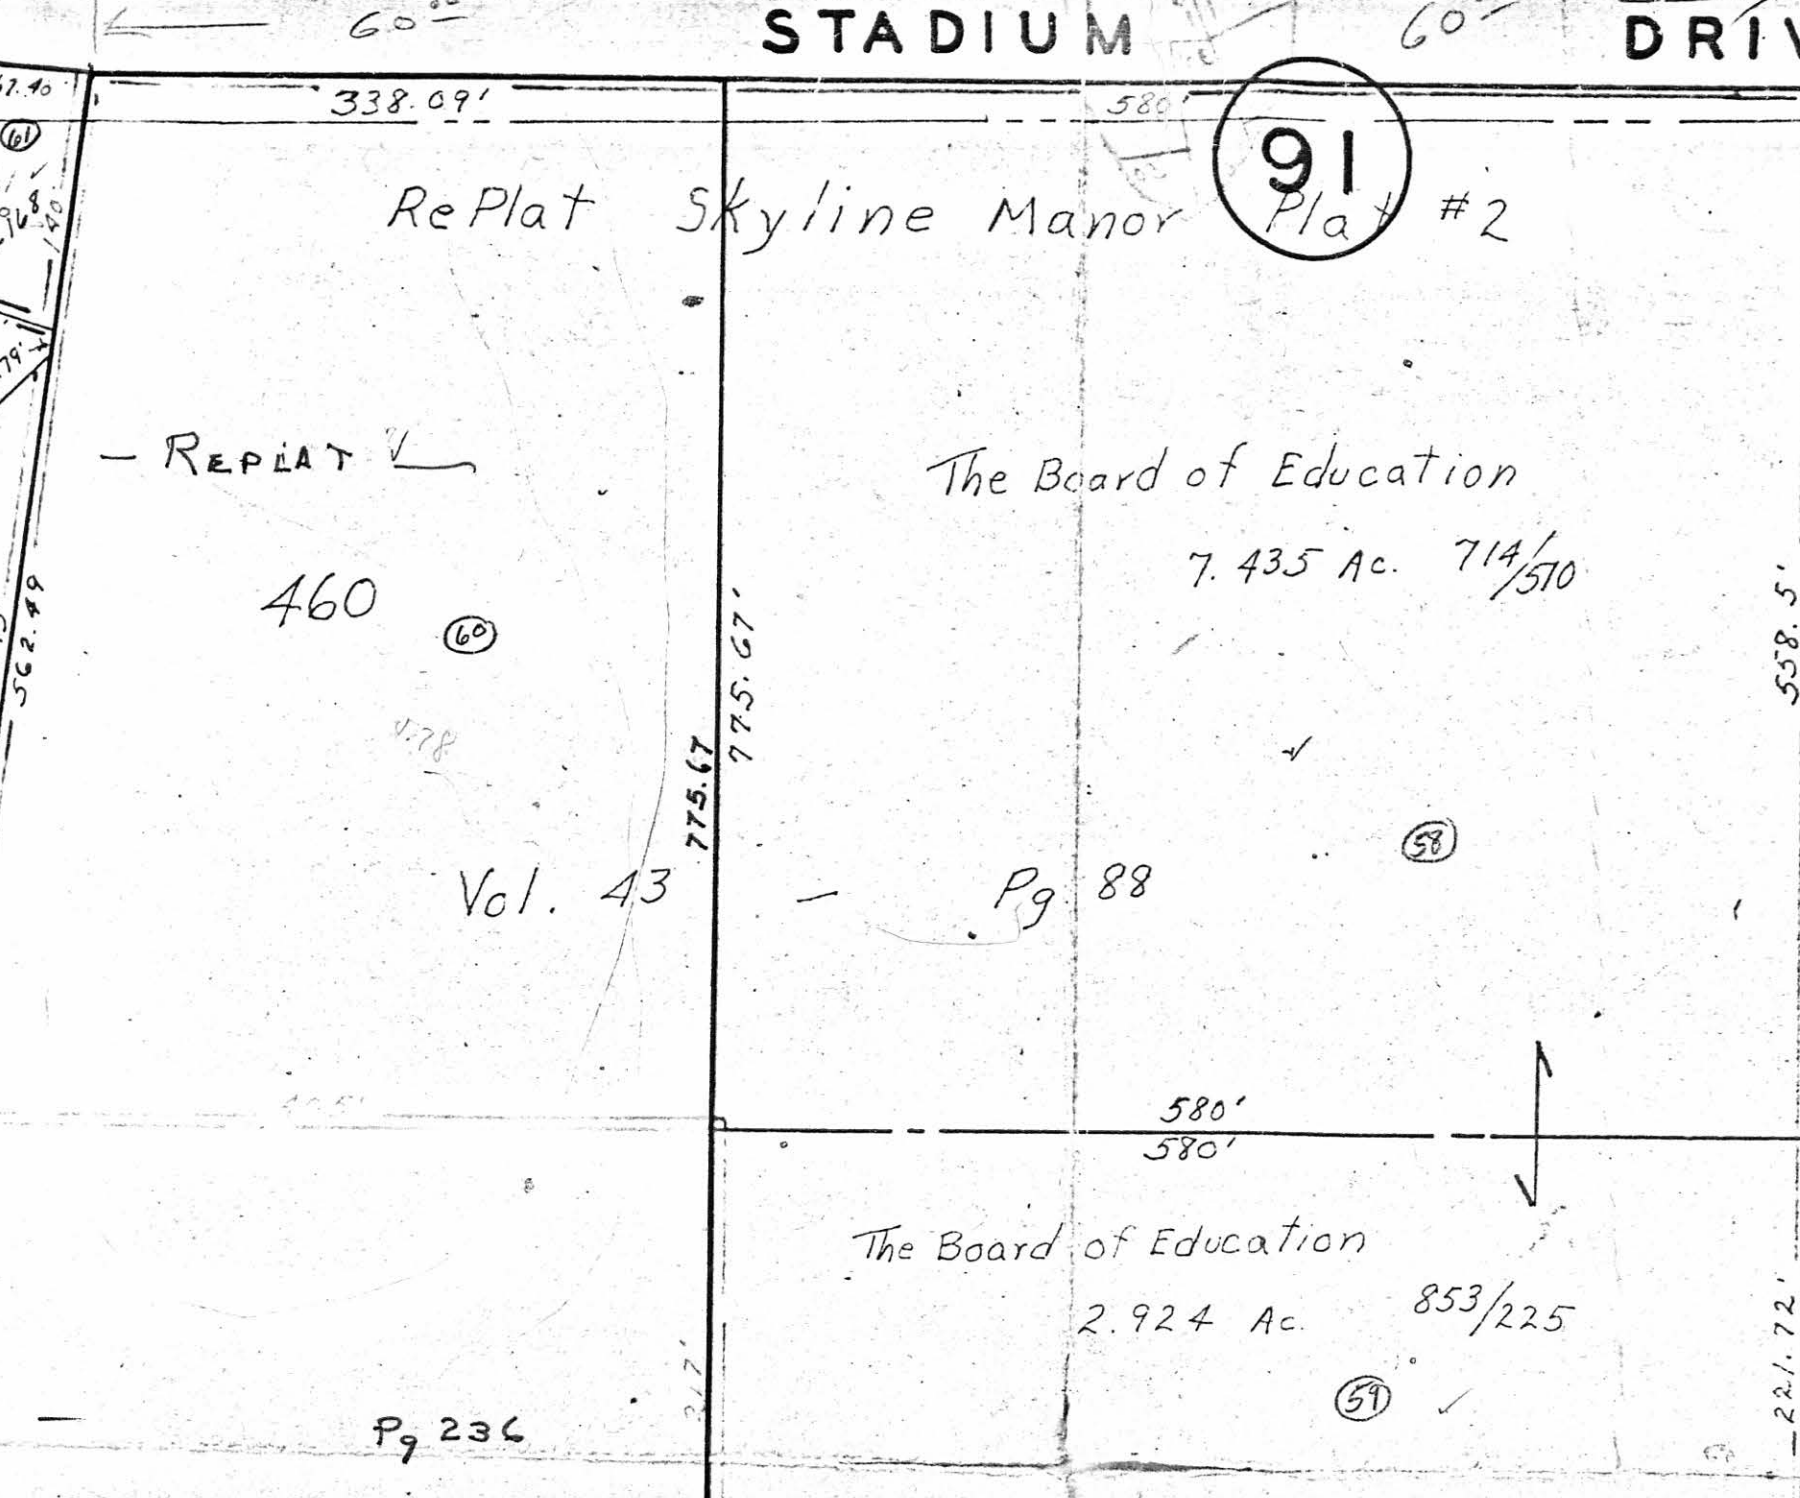 60
STADIUM
60
338.09'
580'
91
61
140
RePlat Skyline Manor Plat #2
- REPLAT
The Board of Education
7.435 Ac. 714/510
460
60
562.49
775.67'
775.67
558.5'
58
Vol. 43 - Pg 88
580'
580'
The Board of Education
2.924 Ac. 853/225
59
221.72'
Pg 236